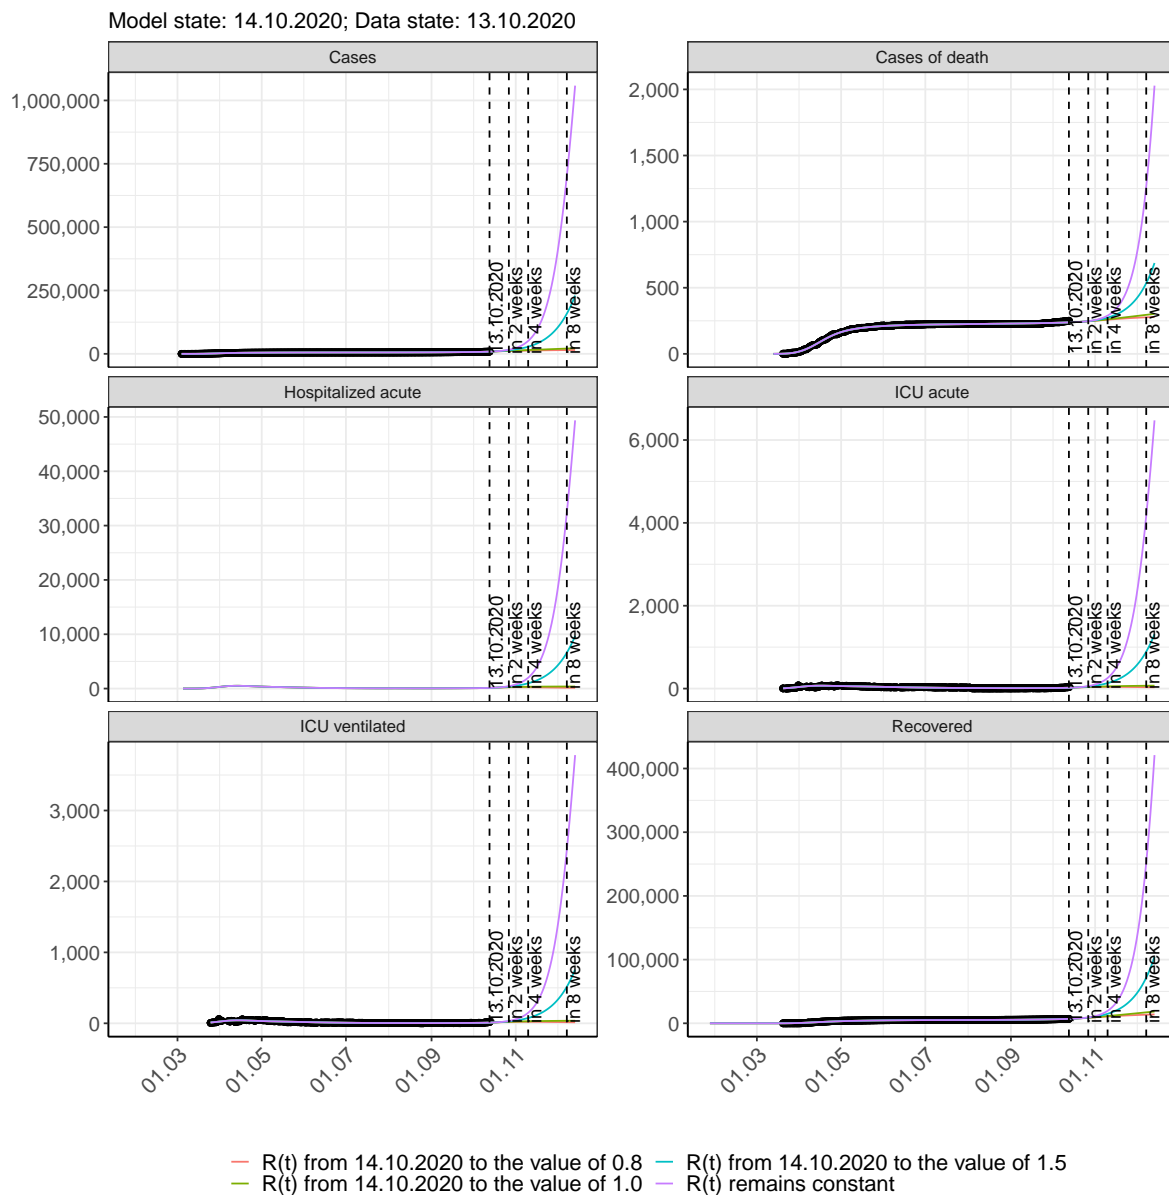 Model state: 14.10.2020; Data state: 13.10.2020
Cases
1,000,000
750,000
500,000
250,000
0
13.10.2020
in 2 weeks
in 4 weeks
in 8 weeks
Cases of death
2,000
1,500
1,000
500
0
13.10.2020
in 2 weeks
in 4 weeks
in 8 weeks
Hospitalized acute
50,000
40,000
30,000
20,000
10,000
0
13.10.2020
in 2 weeks
in 4 weeks
in 8 weeks
ICU acute
6,000
4,000
2,000
0
13.10.2020
in 2 weeks
in 4 weeks
in 8 weeks
ICU ventilated
3,000
2,000
1,000
0
13.10.2020
in 2 weeks
in 4 weeks
in 8 weeks
01.03
01.05
01.07
01.09
01.11
Recovered
400,000
300,000
200,000
100,000
0
13.10.2020
in 2 weeks
in 4 weeks
in 8 weeks
01.03
01.05
01.07
01.09
01.11
R(t) from 14.10.2020 to the value of 0.8
R(t) from 14.10.2020 to the value of 1.5
R(t) from 14.10.2020 to the value of 1.0
R(t) remains constant